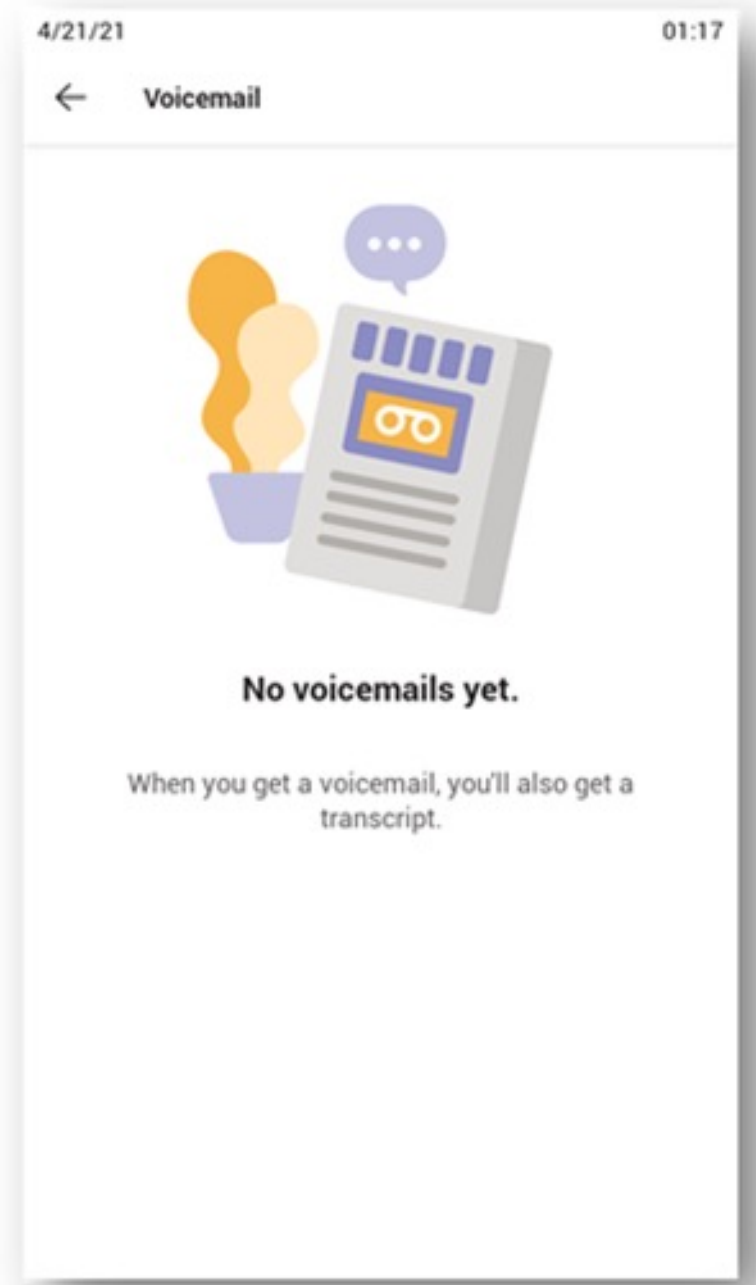 4/21/21 01:17
Voicemail
No voicemails yet.
When you get a voicemail, you'll also get a
transcript.